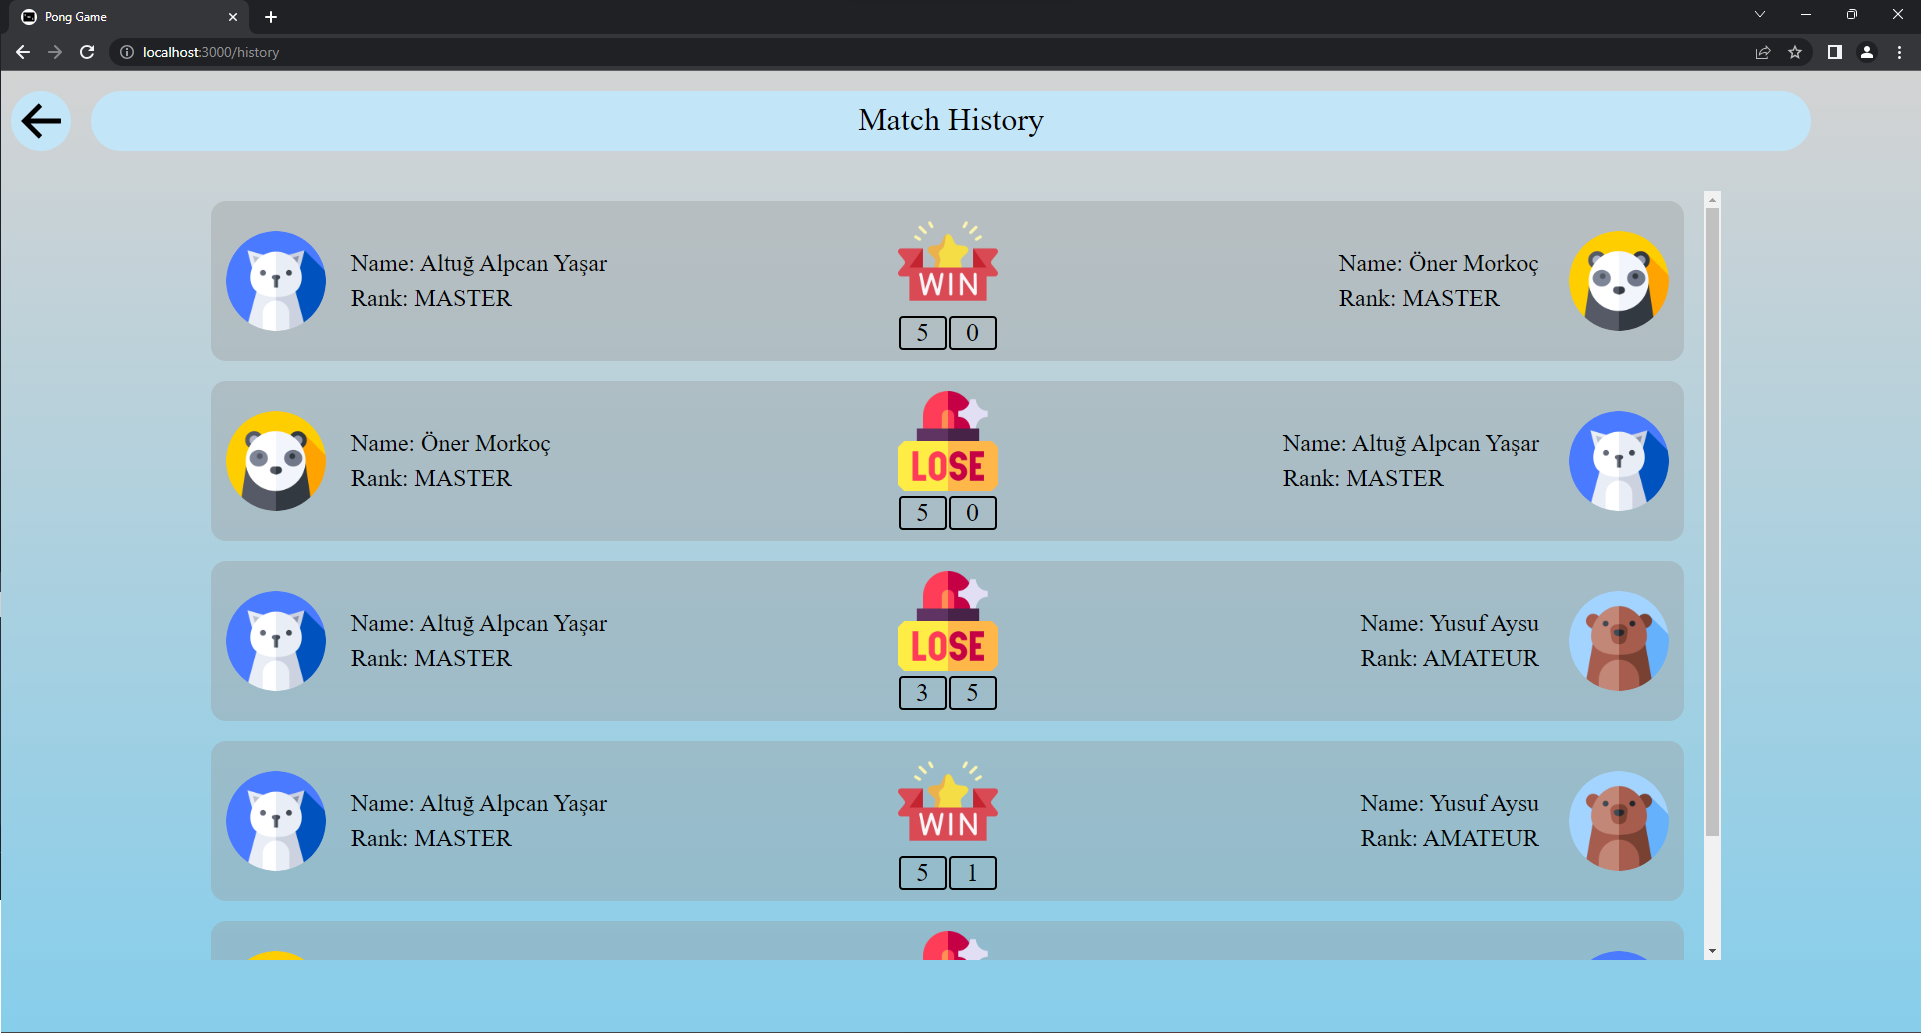 Pong Game
localhost:3000/history
Match History
Name: Altuğ Alpcan Yaşar
Rank: MASTER
WIN
5 0
Name: Öner Morkoç
Rank: MASTER
Name: Öner Morkoç
Rank: MASTER
LOSE
5 0
Name: Altuğ Alpcan Yaşar
Rank: MASTER
Name: Altuğ Alpcan Yaşar
Rank: MASTER
LOSE
3 5
Name: Yusuf Aysu
Rank: AMATEUR
Name: Altuğ Alpcan Yaşar
Rank: MASTER
WIN
5 1
Name: Yusuf Aysu
Rank: AMATEUR